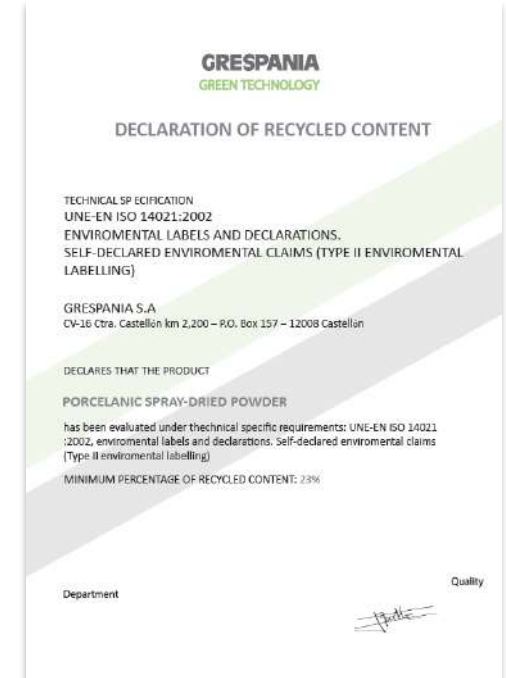 GRESPANIA
GREEN TECHNOLOGY
DECLARATION OF RECYCLED CONTENT
TECHNICAL SP ECIFICATION
UNE-EN ISO 14021:2002
ENVIROMENTAL LABELS AND DECLARATIONS.
SELF-DECLARED ENVIROMENTAL CLAIMS (TYPE II ENVIROMENTAL
LABELLING)
GRESPANIA S.A
CV-16 Ctra. Castellón km 2,200 – P.O. Box 157 – 12008 Castellón
DECLARES THAT THE PRODUCT
PORCELANIC SPRAY-DRIED POWDER
has been evaluated under thechnical specific requirements: UNE-EN ISO 14021
:2002, enviromental labels and declarations. Self-declared enviromental claims
(Type II enviromental labelling)
MINIMUM PERCENTAGE OF RECYCLED CONTENT: 23%
Quality
Department